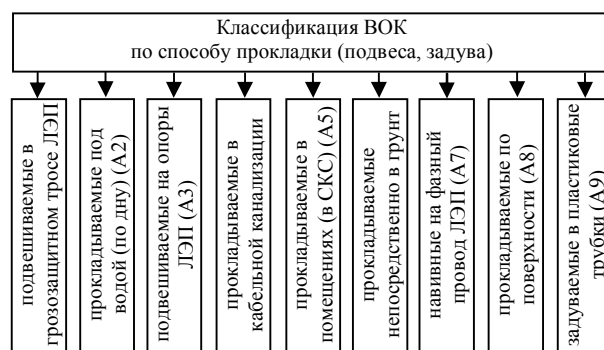 Классификация ВОК
по способу прокладки (подвеса, задува)
подвешиваемые в
грозозащитном тросе ЛЭП
прокладываемые под
водой (по дну) (А2)
подвешиваемые на опоры
ЛЭП (А3)
прокладываемые в
кабельной канализации
прокладываемые в
помещениях (в СКС) (А5)
прокладываемые
непосредственно в грунт
навивные на фазный
провод ЛЭП (А7)
прокладываемые по
поверхности (А8)
задуваемые в пластиковые
трубки (А9)